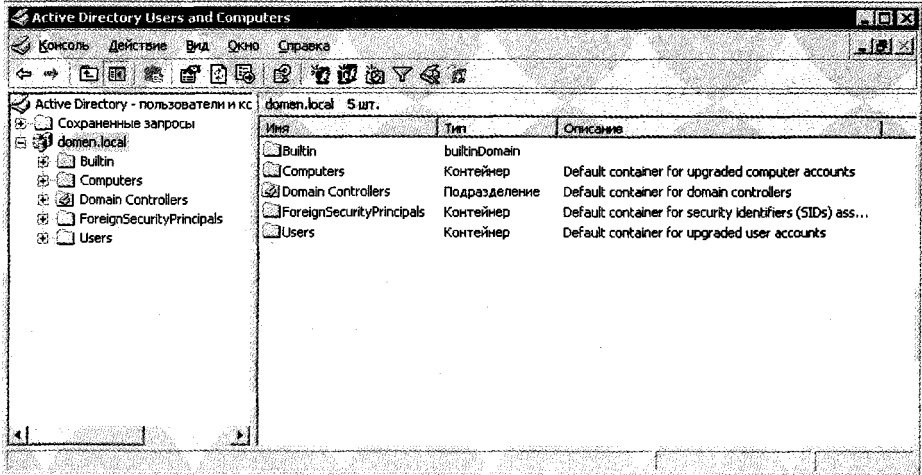 Active Directory Users and Computers
Консоль Действие Вид Окно Справка
Active Directory - пользователи и кс
Сохраненные запросы
domen.local
Builtin
Computers
Domain Controllers
ForeignSecurityPrincipals
Users
domen.local 5 шт.
Имя Тип Описание
Builtin builtinDomain
Computers Контейнер Default container for upgraded computer accounts
Domain Controllers Подразделение Default container for domain controllers
ForeignSecurityPrincipals Контейнер Default container for security identifiers (SIDs) ass...
Users Контейнер Default container for upgraded user accounts